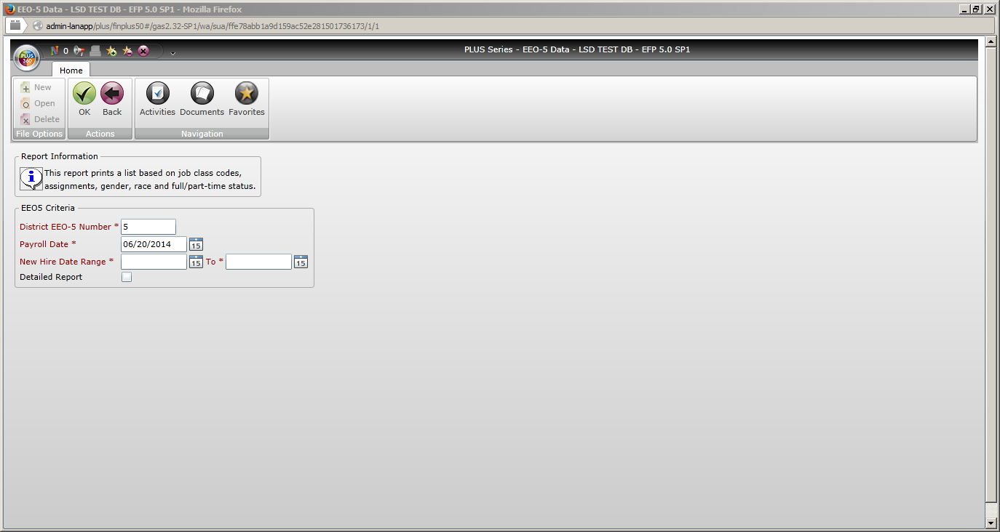 EEO-5 Data - LSD TEST DB - EFP 5.0 SP1 - Mozilla Firefox
admin-lanapp/plus/finplus50#/gas2.32-SP1/wa/sua/ffe78abb1a9d159ac52e281501736173/1/1
PLUS 360
N 0
PLUS Series - EEO-5 Data - LSD TEST DB - EFP 5.0 SP1
Home
New
Open
Delete
File Options
OK
Back
Actions
Activities
Documents
Favorites
Navigation
Report Information
This report prints a list based on job class codes,
assignments, gender, race and full/part-time status.
EEO5 Criteria
District EEO-5 Number * 5
Payroll Date * 06/20/2014 15
New Hire Date Range * 15 To * 15
Detailed Report